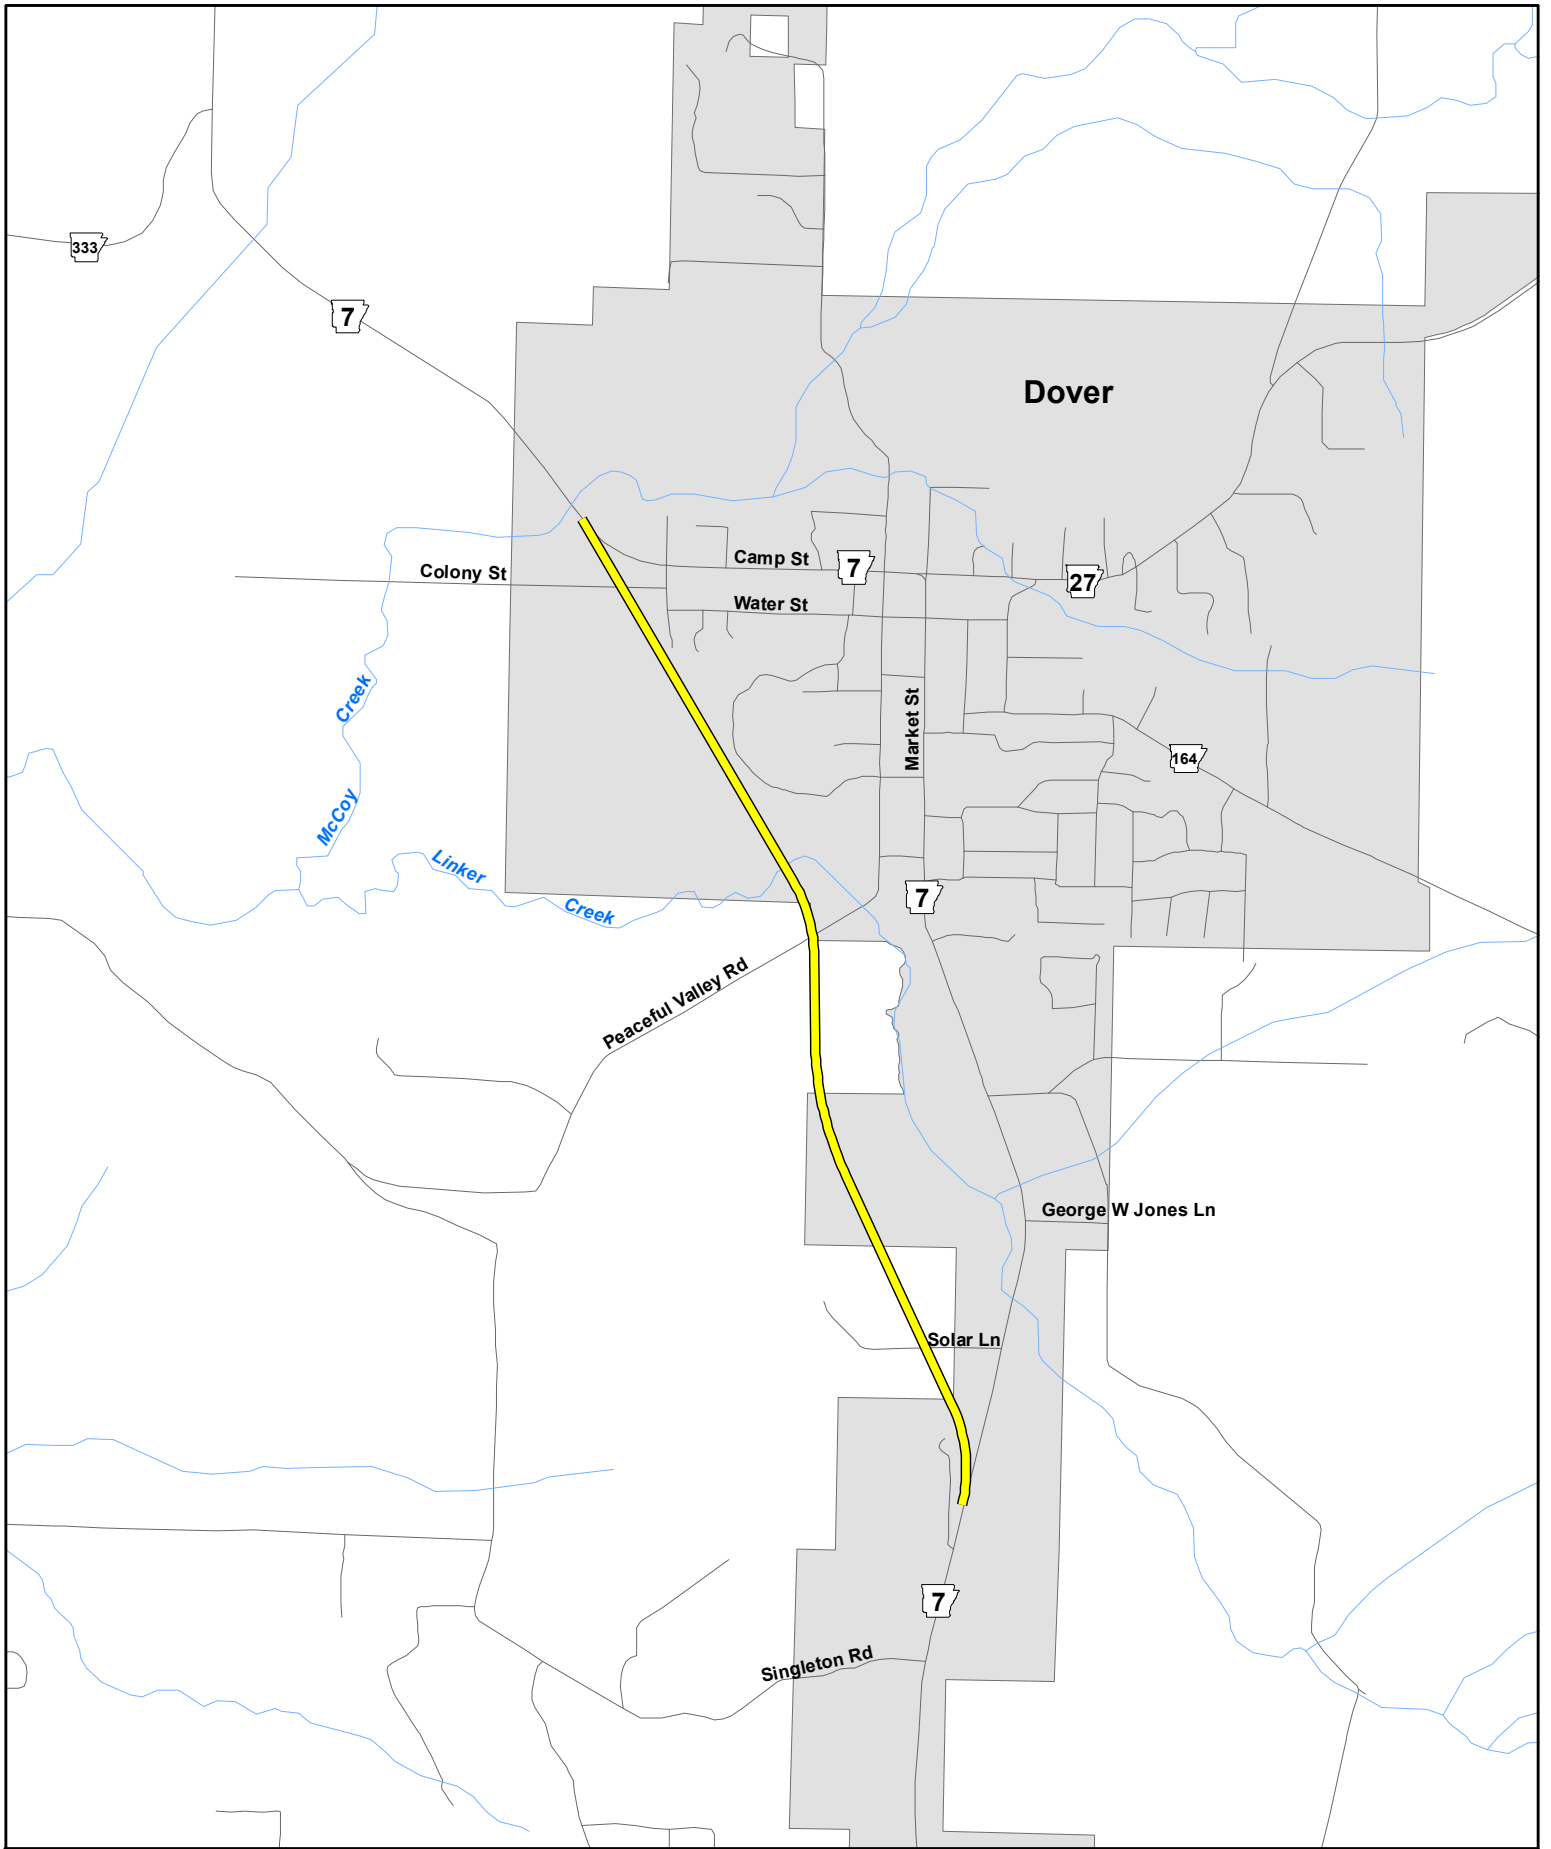 333
7
Dover
Camp St
7
Colony St
27
Water St
Creek
Market St
164
McCoy
Linker
Creek
7
Peaceful Valley Rd
George W Jones Ln
Solar Ln
7
Singleton Rd